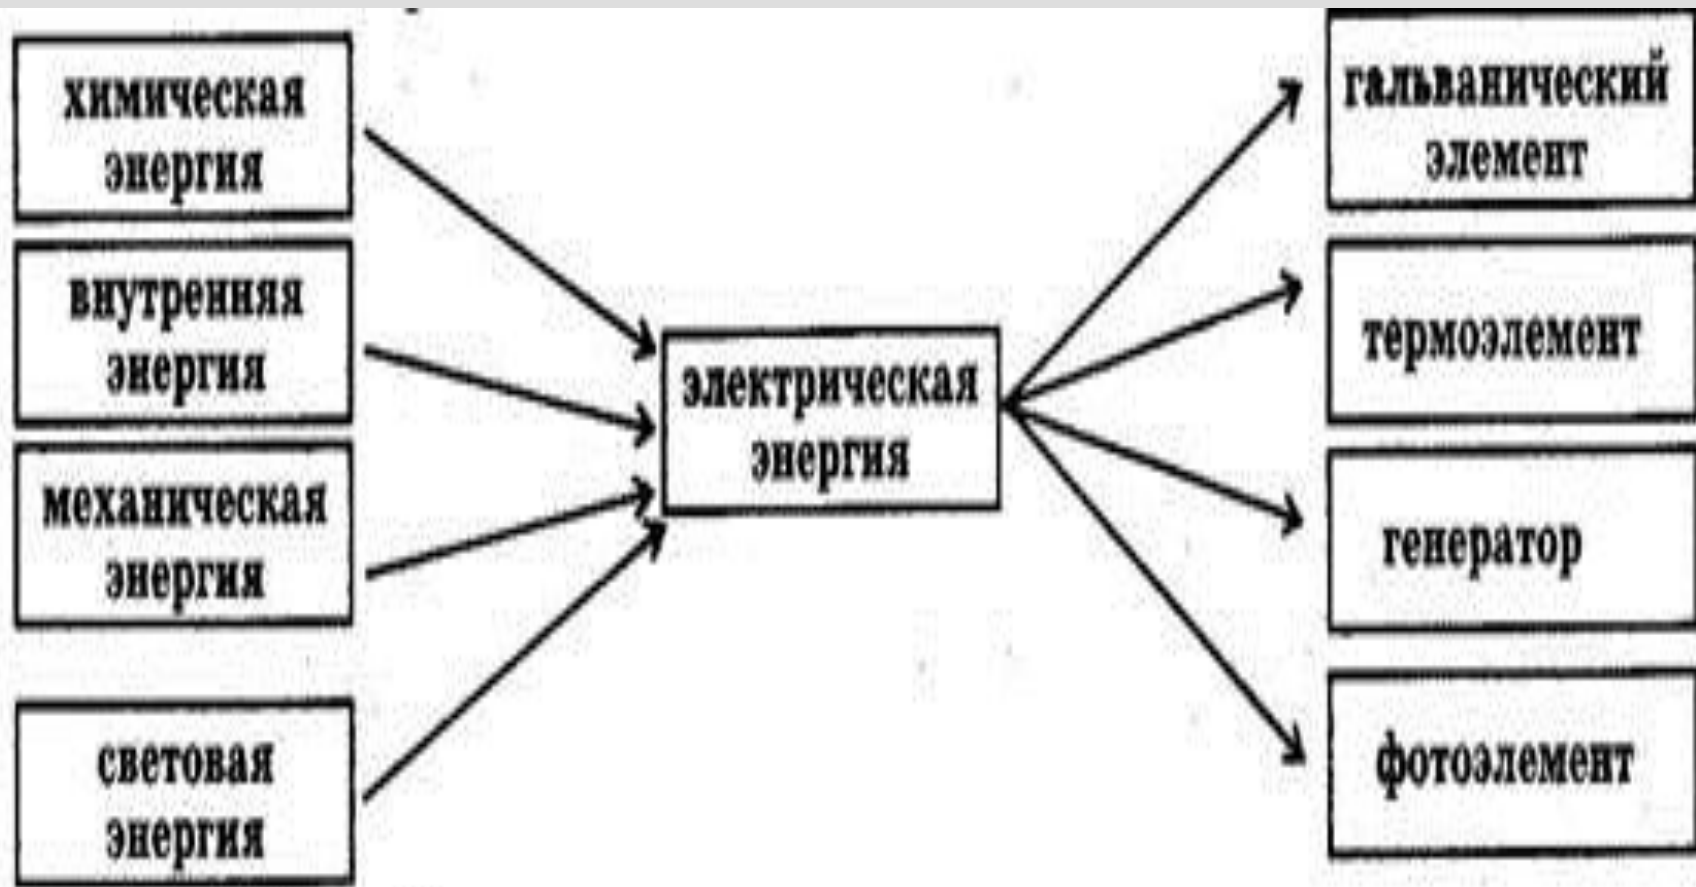 химическая
энергия
внутренняя
энергия
механическая
энергия
световая
энергия
электрическая
энергия
гальванический
элемент
термоэлемент
генератор
фотоэлемент